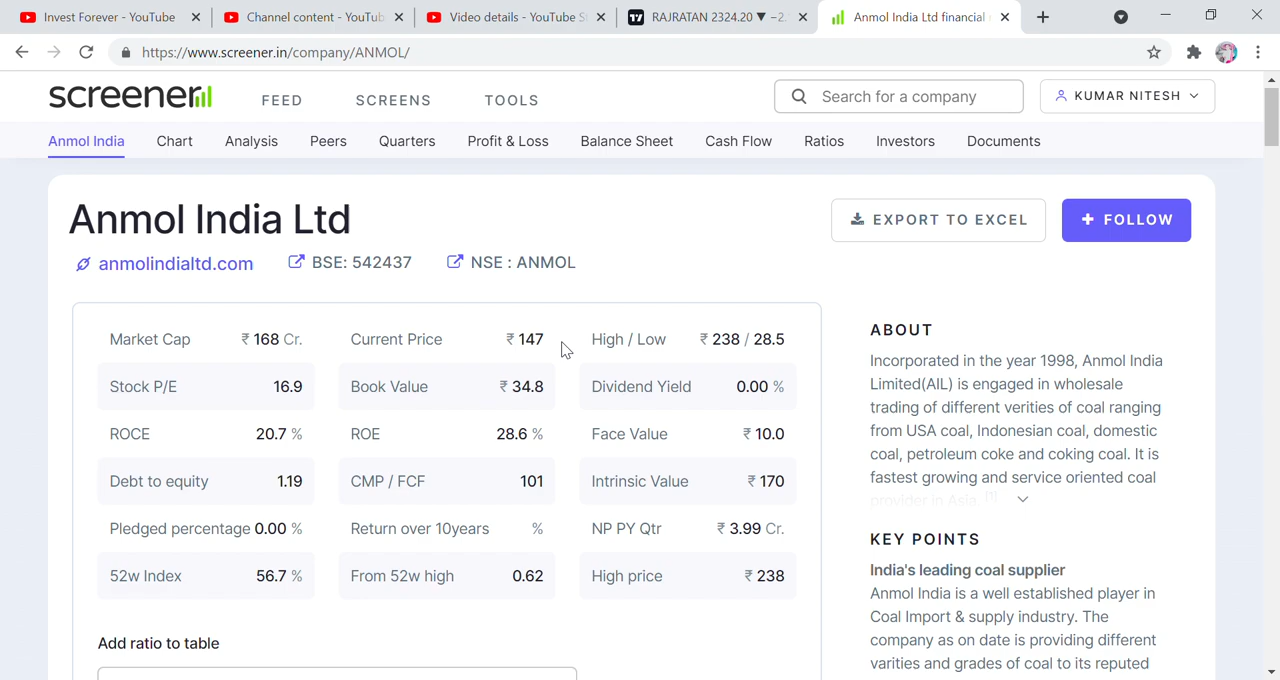 Invest Forever - YouTube
Channel content - YouTub
Video details - YouTube S
RAJRATAN 2324.20 ▼ −2.
Anmol India Ltd financial
https://www.screener.in/company/ANMOL/
screener
FEED
SCREENS
TOOLS
Search for a company
KUMAR NITESH
Anmol India
Chart
Analysis
Peers
Quarters
Profit & Loss
Balance Sheet
Cash Flow
Ratios
Investors
Documents
Anmol India Ltd
EXPORT TO EXCEL
+ FOLLOW
anmolindialtd.com
BSE: 542437
NSE : ANMOL
Market Cap ₹ 168 Cr.
Current Price ₹ 147
High / Low ₹ 238 / 28.5
Stock P/E 16.9
Book Value ₹ 34.8
Dividend Yield 0.00 %
ROCE 20.7 %
ROE 28.6 %
Face Value ₹ 10.0
Debt to equity 1.19
CMP / FCF 101
Intrinsic Value ₹ 170
Pledged percentage 0.00 %
Return over 10years %
NP PY Qtr ₹ 3.99 Cr.
52w Index 56.7 %
From 52w high 0.62
High price ₹ 238
Add ratio to table
ABOUT
Incorporated in the year 1998, Anmol India
Limited(AIL) is engaged in wholesale
trading of different verities of coal ranging
from USA coal, Indonesian coal, domestic
coal, petroleum coke and coking coal. It is
fastest growing and service oriented coal
provider in Asia. [1]
KEY POINTS
India's leading coal supplier
Anmol India is a well established player in
Coal Import & supply industry. The
company as on date is providing different
varities and grades of coal to its reputed